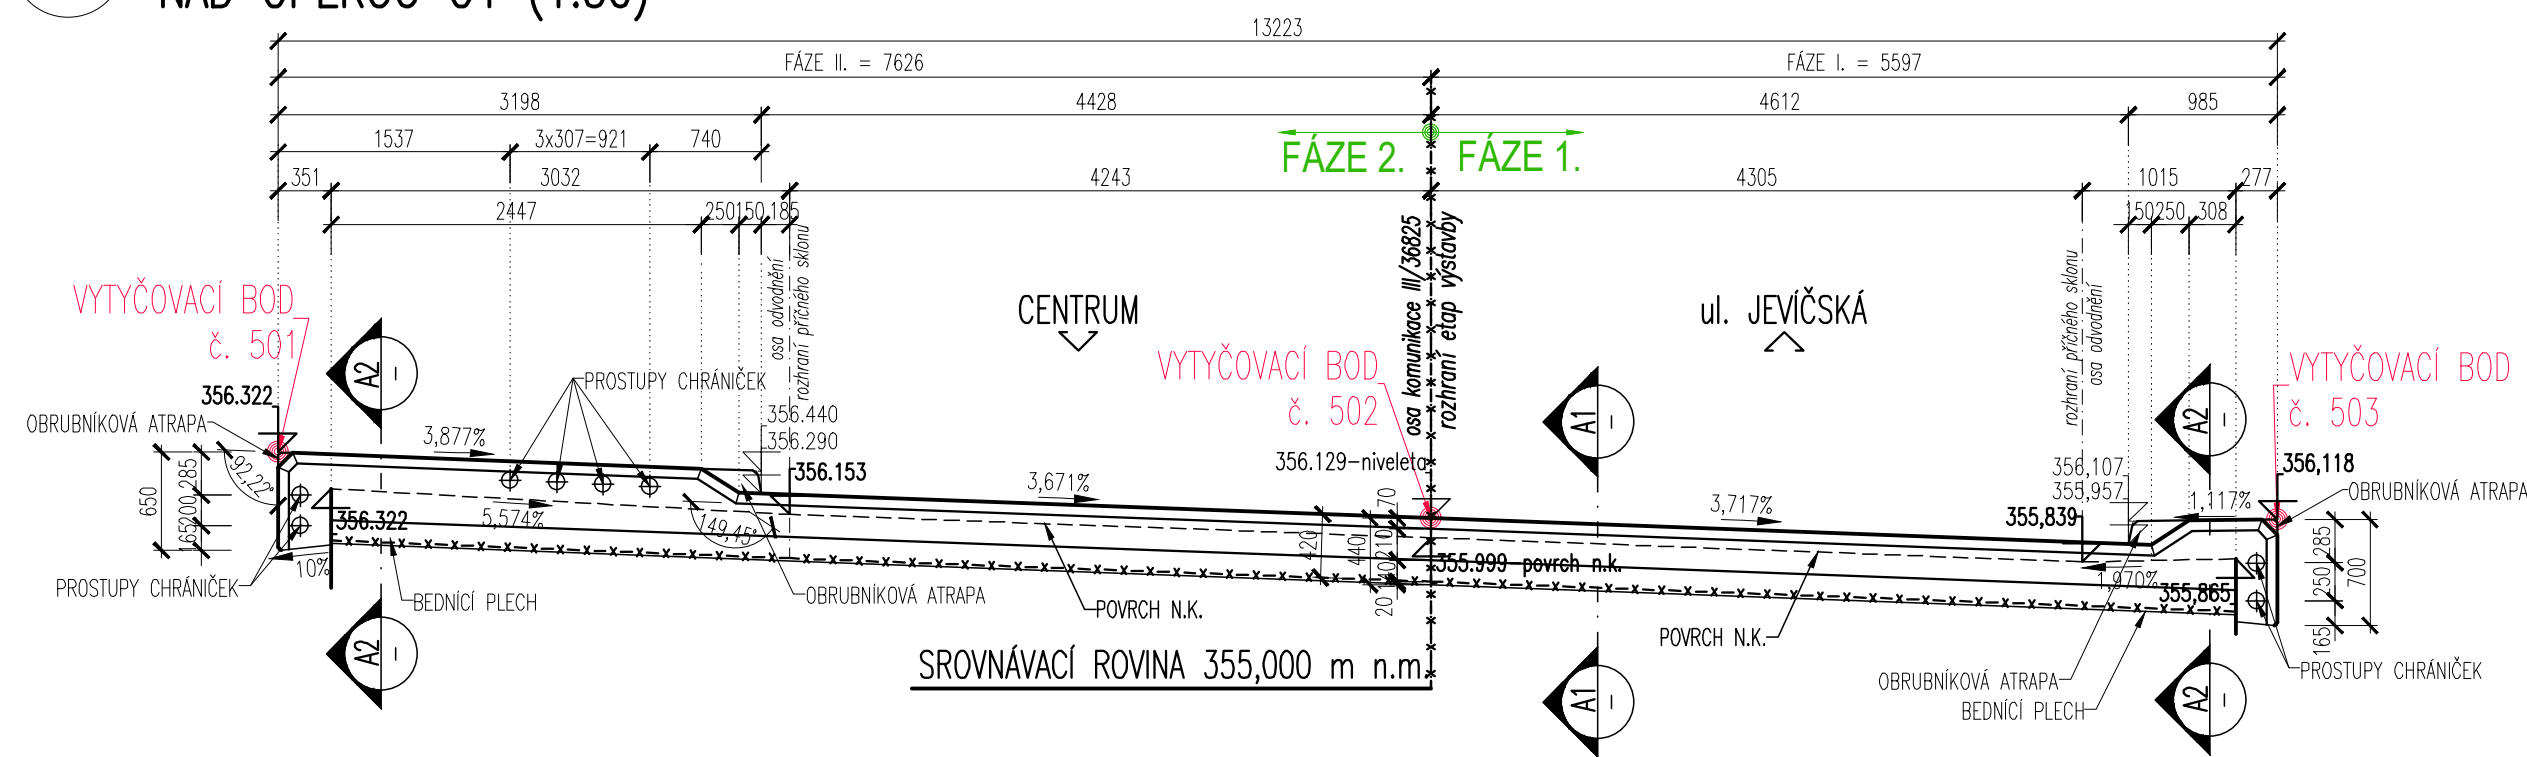 13223
FÁZE II. = 7626
FÁZE I. = 5597
3198
4428
4612
985
1537
3x307=921
740
FÁZE 2.
FÁZE 1.
351
3032
4243
4305
1015
277
2447
250
150
185
150
250
308
osa odvodnění
rozhraní příčného sklonu
osa komunikace III/36825
rozhraní etap výstavby
rozhraní příčného sklonu
osa odvodnění
VYTYČOVACÍ BOD
č. 501
CENTRUM
ul. JEVÍČSKÁ
VYTYČOVACÍ BOD
č. 502
VYTYČOVACÍ BOD
č. 503
A2
–
A1
–
A2
–
356.322
PROSTUPY CHRÁNIČEK
OBRUBNÍKOVÁ ATRAPA
356.440
356.290
356.153
3,877%
92,22°
650
285
200
165
356.322
5,574%
149,45°
10%
PROSTUPY CHRÁNIČEK
BEDNÍCÍ PLECH
OBRUBNÍKOVÁ ATRAPA
3,671%
356.129–niveleta
POVRCH N.K.
420
440
70
210
140
20
355.999 povrch n.k.
3,717%
POVRCH N.K.
356,107
355,957
355,839
1,117%
356,118
OBRUBNÍKOVÁ ATRAPA
1,970%
355,865
285
250
165
700
SROVNÁVACÍ ROVINA 355,000 m n.m.
OBRUBNÍKOVÁ ATRAPA
BEDNÍCÍ PLECH
PROSTUPY CHRÁNIČEK
A2
–
A1
–
A2
–